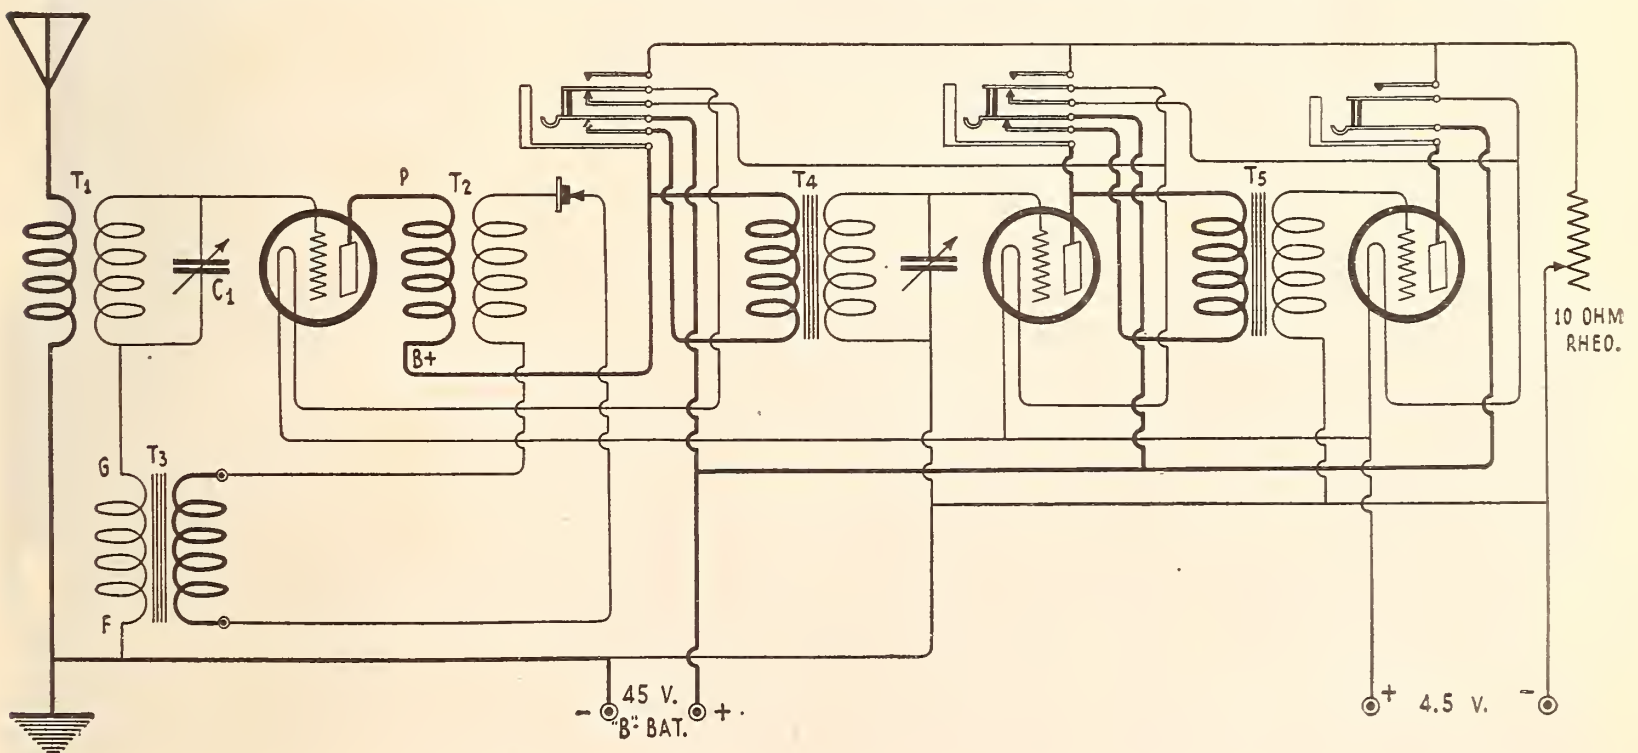 T1
P
T2
T4
T5
C1
B+
10 OHM
RHEO.
G
T3
F
- 45 V. +
"B" BAT.
+ 4.5 V. -